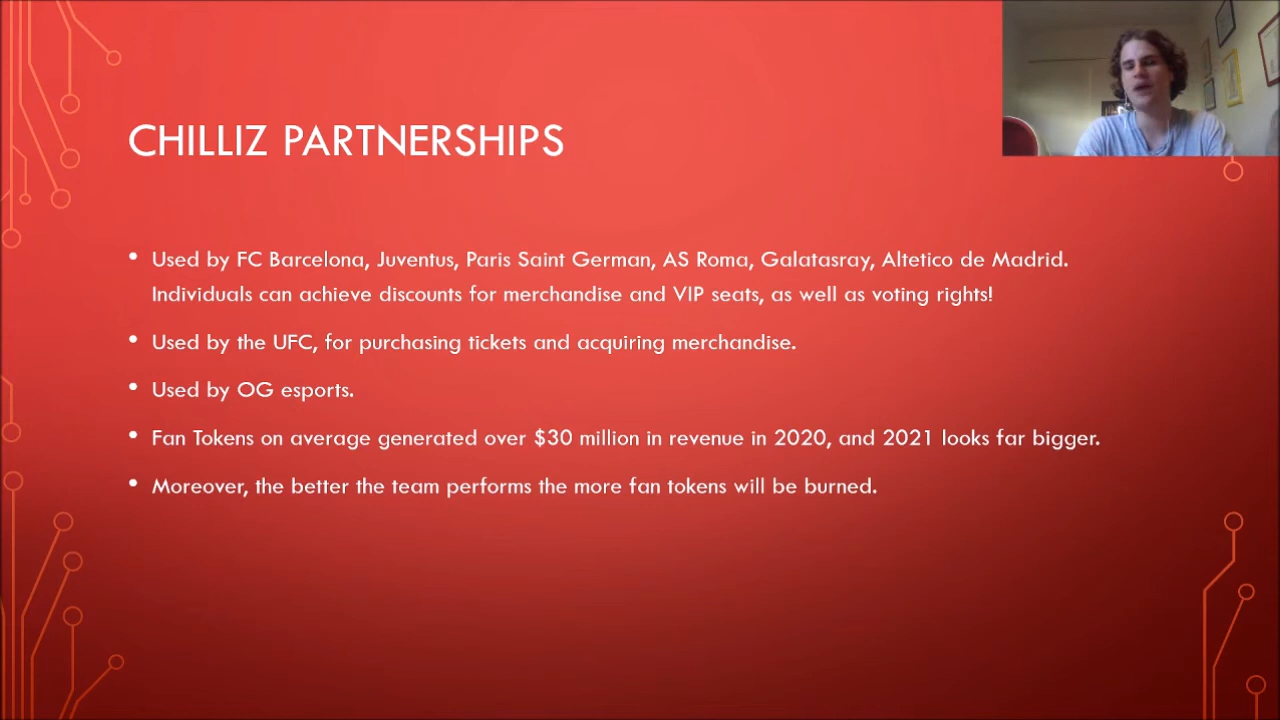 CHILLIZ PARTNERSHIPS
• Used by FC Barcelona, Juventus, Paris Saint German, AS Roma, Galatasray, Altetico de Madrid.
Individuals can achieve discounts for merchandise and VIP seats, as well as voting rights!
• Used by the UFC, for purchasing tickets and acquiring merchandise.
• Used by OG esports.
• Fan Tokens on average generated over $30 million in revenue in 2020, and 2021 looks far bigger.
• Moreover, the better the team performs the more fan tokens will be burned.